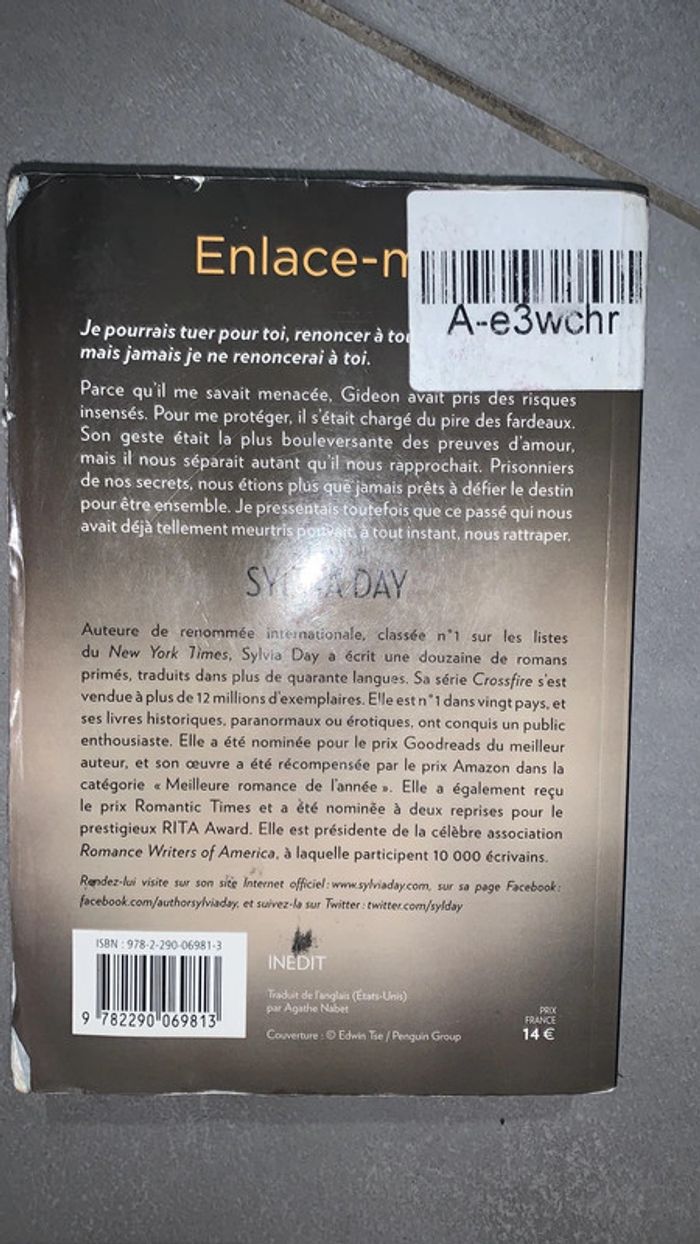 Enlace-m
A-e3wchr
Je pourrais tuer pour toi, renoncer à tou
mais jamais je ne renoncerai à toi.
Parce qu'il me savait menacée, Gideon avait pris des risques
insensés. Pour me protéger, il s'était chargé du pire des fardeaux.
Son geste était la plus bouleversante des preuves d'amour,
mais il nous séparait autant qu'il nous rapprochait. Prisonniers
de nos secrets, nous étions plus que jamais prêts à défier le destin
pour être ensemble. Je pressentais toutefois que ce passé qui nous
avait déjà tellement meurtris pouvait, à tout instant, nous rattraper.
SYLVIA DAY
Auteure de renommée internationale, classée n°1 sur les listes
du New York Times, Sylvia Day a écrit une douzaine de romans
primés, traduits dans plus de quarante langues. Sa série Crossfire s'est
vendue à plus de 12 millions d'exemplaires. Elle est n°1 dans vingt pays, et
ses livres historiques, paranormaux ou érotiques, ont conquis un public
enthousiaste. Elle a été nominée pour le prix Goodreads du meilleur
auteur, et son œuvre a été récompensée par le prix Amazon dans la
catégorie « Meilleure romance de l'année ». Elle a également reçu
le prix Romantic Times et a été nominée à deux reprises pour le
prestigieux RITA Award. Elle est présidente de la célèbre association
Romance Writers of America, à laquelle participent 10 000 écrivains.
Rendez-lui visite sur son site Internet officiel : www.sylviaday.com, sur sa page Facebook :
facebook.com/authorsylviaday, et suivez-la sur Twitter : twitter.com/sylday
ISBN : 978-2-290-06981-3
9 782290 069813
INÉDIT
Traduit de l'anglais (États-Unis)
par Agathe Nabet
Couverture : © Edwin Tse / Penguin Group
PRIX
FRANCE
14 €